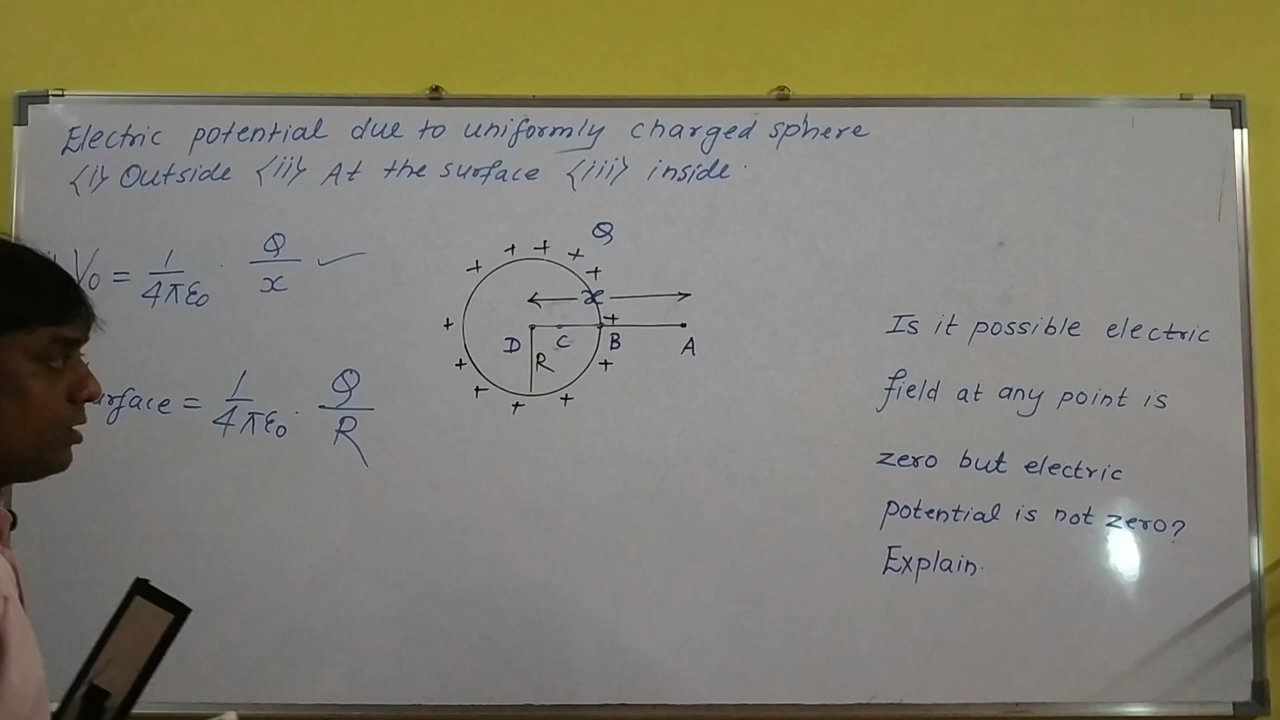 Electric potential due to uniformly charged sphere
<i> Outside <ii> At the surface <iii> inside.
V₀ = 1/4πε₀ · Q/x ✓
rface = 1/4πε₀ · Q/R
Q
+ + + + + + + + + + + + + +
x
D C B A
R
Is it possible electric
field at any point is
zero but electric
potential is not zero?
Explain.